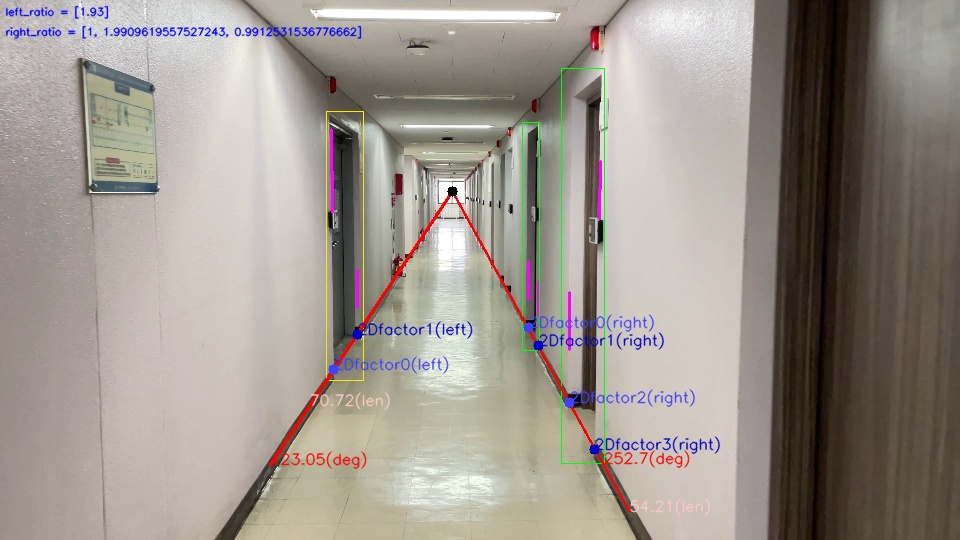 left_ratio = [1.93]
right_ratio = [1, 1.9909619557527243, 0.9912531536776662]
2Dfactor0(right)
2Dfactor1(left)
2Dfactor1(right)
2Dfactor0(left)
70.72(len)
2Dfactor2(right)
2Dfactor3(right)
23.05(deg)
252.7(deg)
54.21(len)